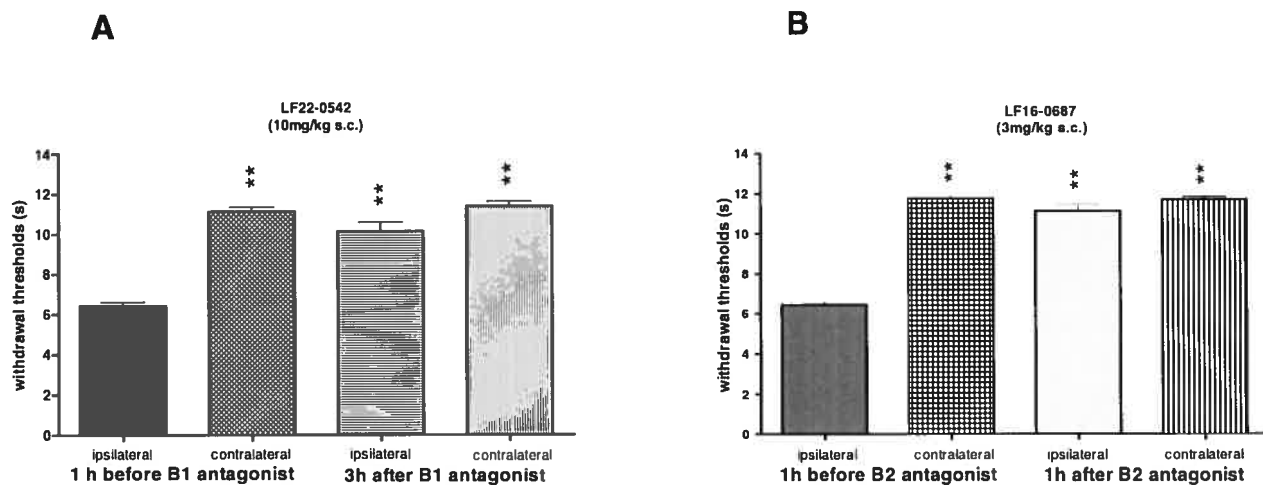 A
LF22-0542
(10mg/kg s.c.)
**
**
**
withdrawal thresholds (s)
14
12
10
8
6
4
2
0
ipsilateral contralateral ipsilateral contralateral
1 h before B1 antagonist 3h after B1 antagonist
B
LF16-0687
(3mg/kg s.c.)
**
**
**
withdrawal thresholds (s)
14
12
10
8
6
4
2
0
ipsilateral contralateral ipsilateral contralateral
1h before B2 antagonist 1h after B2 antagonist